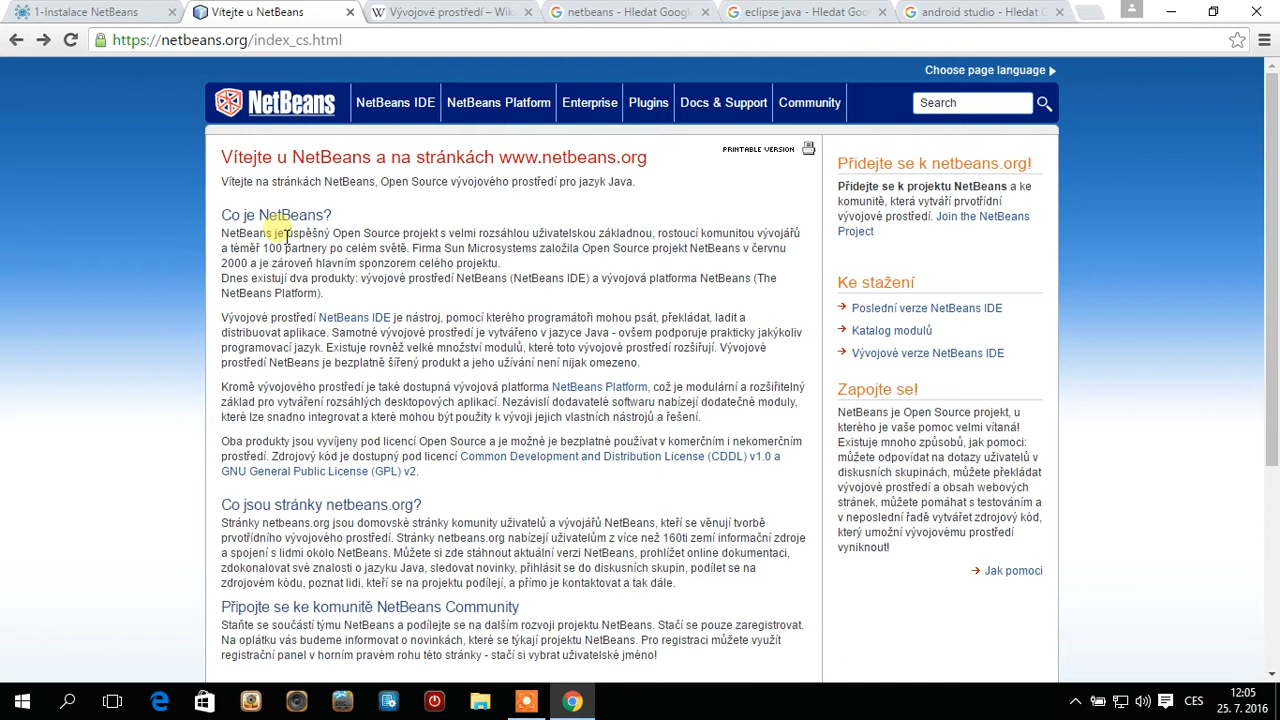 1-Instalace NetBeans
Vítejte u NetBeans
Vývojové prostředí – Wiki
netbeans - Hledat Goog
eclipse java - Hledat Goo
android studio - Hledat G
https://netbeans.org/index_cs.html
Choose page language
NetBeans
NetBeans IDE
NetBeans Platform
Enterprise
Plugins
Docs & Support
Community
Search
Vítejte u NetBeans a na stránkách www.netbeans.org
PRINTABLE VERSION
Vítejte na stránkách NetBeans, Open Source vývojového prostředí pro jazyk Java.
Co je NetBeans?
NetBeans je úspěšný Open Source projekt s velmi rozsáhlou uživatelskou základnou, rostoucí komunitou vývojářů
a téměř 100 partnery po celém světě. Firma Sun Microsystems založila Open Source projekt NetBeans v červnu
2000 a je zároveň hlavním sponzorem celého projektu.
Dnes existují dva produkty: vývojové prostředí NetBeans (NetBeans IDE) a vývojová platforma NetBeans (The
NetBeans Platform).
Vývojové prostředí NetBeans IDE je nástroj, pomocí kterého programátoři mohou psát, překládat, ladit a
distribuovat aplikace. Samotné vývojové prostředí je vytvářeno v jazyce Java - ovšem podporuje prakticky jakýkoliv
programovací jazyk. Existuje rovněž velké množství modulů, které toto vývojové prostředí rozšiřují. Vývojové
prostředí NetBeans je bezplatně šířený produkt a jeho užívání není nijak omezeno.
Kromě vývojového prostředí je také dostupná vývojová platforma NetBeans Platform, což je modulární a rozšiřitelný
základ pro vytváření rozsáhlých desktopových aplikací. Nezávislí dodavatelé softwaru nabízejí dodatečné moduly,
které lze snadno integrovat a které mohou být použity k vývoji jejich vlastních nástrojů a řešení.
Oba produkty jsou vyvíjeny pod licencí Open Source a je možné je bezplatně používat v komerčním i nekomerčním
prostředí. Zdrojový kód je dostupný pod licencí Common Development and Distribution License (CDDL) v1.0 a
GNU General Public License (GPL) v2.
Co jsou stránky netbeans.org?
Stránky netbeans.org jsou domovské stránky komunity uživatelů a vývojářů NetBeans, kteří se věnují tvorbě
prvotřídního vývojového prostředí. Stránky netbeans.org nabízejí uživatelům z více než 160ti zemí informační zdroje
a spojení s lidmi okolo NetBeans. Můžete si zde stáhnout aktuální verzi NetBeans, prohlížet online dokumentaci,
zdokonalovat své znalosti o jazyku Java, sledovat novinky, přihlásit se do diskusních skupin, podílet se na
zdrojovém kódu, poznat lidi, kteří se na projektu podílejí, a přímo je kontaktovat a tak dále.
Připojte se ke komunitě NetBeans Community
Staňte se součástí týmu NetBeans a podílejte se na dalším rozvoji projektu NetBeans. Stačí se pouze zaregistrovat.
Na oplátku vás budeme informovat o novinkách, které se týkají projektu NetBeans. Pro registraci můžete využít
registrační panel v horním pravém rohu této stránky - stačí si vybrat uživatelské jméno!
Přidejte se k netbeans.org!
Přidejte se k projektu NetBeans a ke
komunitě, která vytváří prvotřídní
vývojové prostředí. Join the NetBeans
Project
Ke stažení
Poslední verze NetBeans IDE
Katalog modulů
Vývojové verze NetBeans IDE
Zapojte se!
NetBeans je Open Source projekt, u
kterého je vaše pomoc velmi vítaná!
Existuje mnoho způsobů, jak pomoci:
můžete odpovídat na dotazy uživatelů v
diskusních skupinách, můžete překládat
vývojové prostředí a obsah webových
stránek, můžete pomáhat s testováním a
v neposlední řadě vytvářet zdrojový kód,
který umožní vývojovému prostředí
vyniknout!
Jak pomoci
CES
12:05
25. 7. 2016